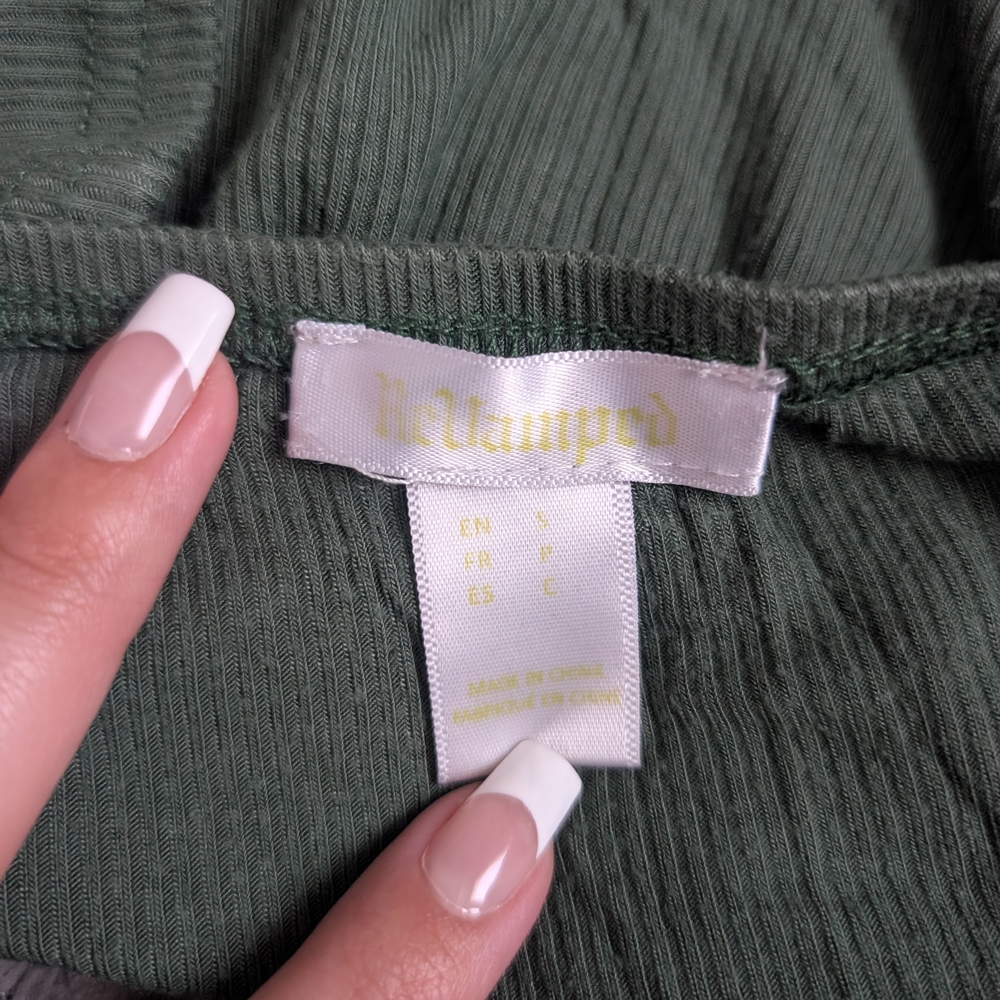 ReVamped
EN S
FR P
ES C
MADE IN CHINA
FABRIQUÉ EN CHINE